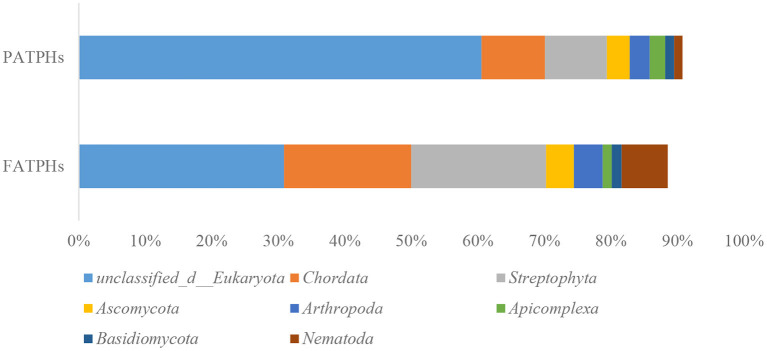 PATPHs
FATPHs
0% 10% 20% 30% 40% 50% 60% 70% 80% 90% 100%
unclassified_d__Eukaryota Chordata Streptophyta
Ascomycota Arthropoda Apicomplexa
Basidiomycota Nematoda